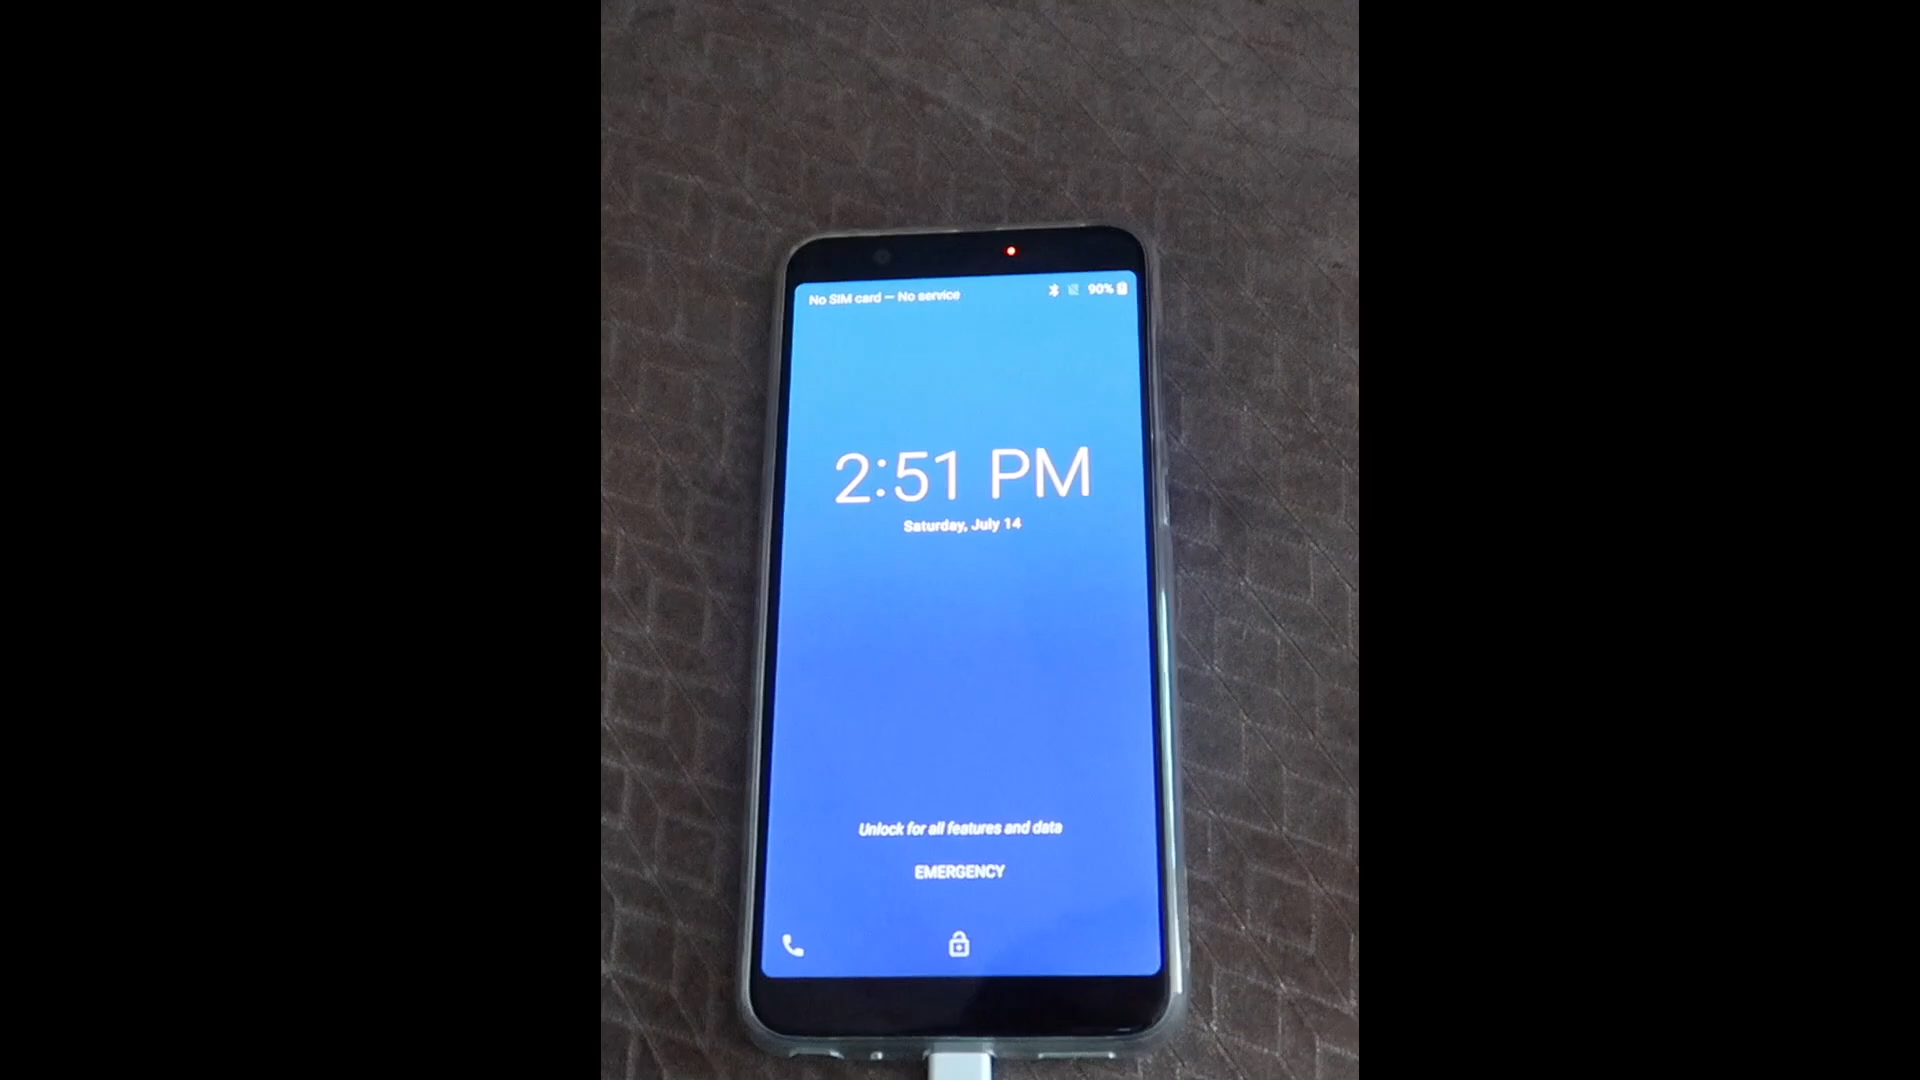 No SIM card — No service 90%
2:51 PM
Saturday, July 14
Unlock for all features and data
EMERGENCY